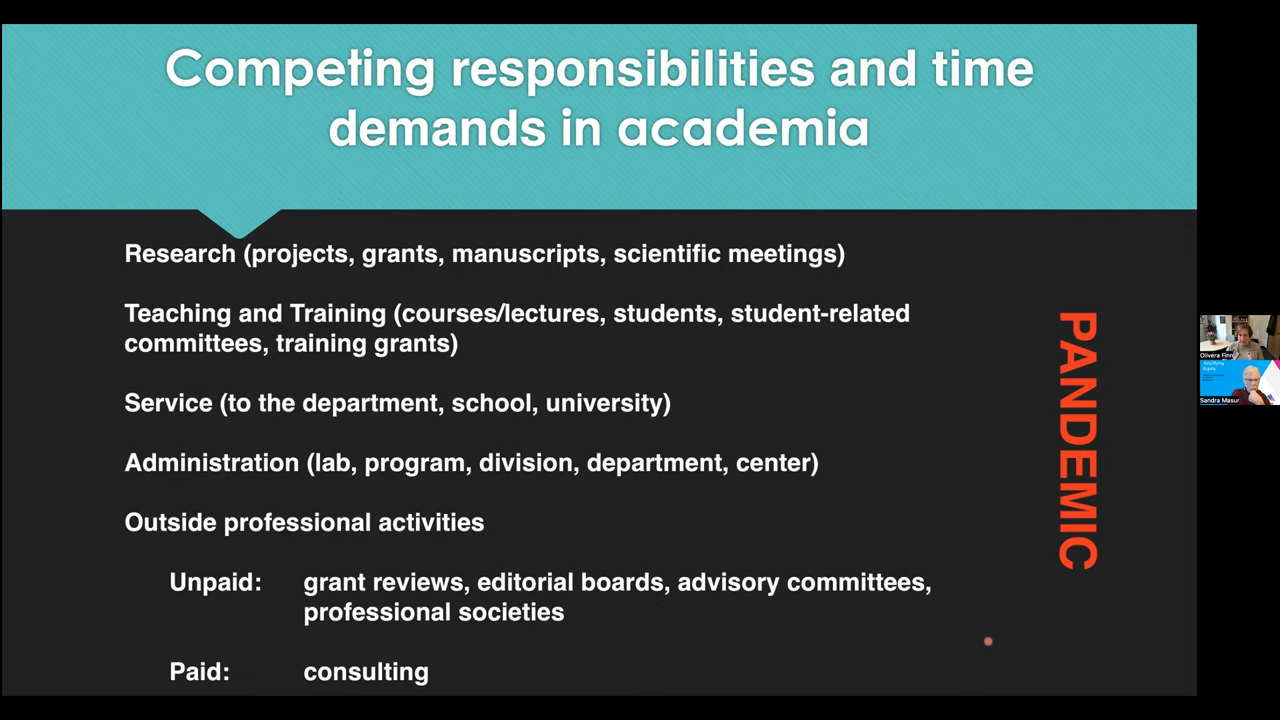 Competing responsibilities and time
demands in academia
Research (projects, grants, manuscripts, scientific meetings)
Teaching and Training (courses/lectures, students, student-related
committees, training grants)
Service (to the department, school, university)
Administration (lab, program, division, department, center)
Outside professional activities
Unpaid: grant reviews, editorial boards, advisory committees,
professional societies
Paid: consulting
PANDEMIC
Olivera Finn
Amplifying
Equity
Sandra Masur